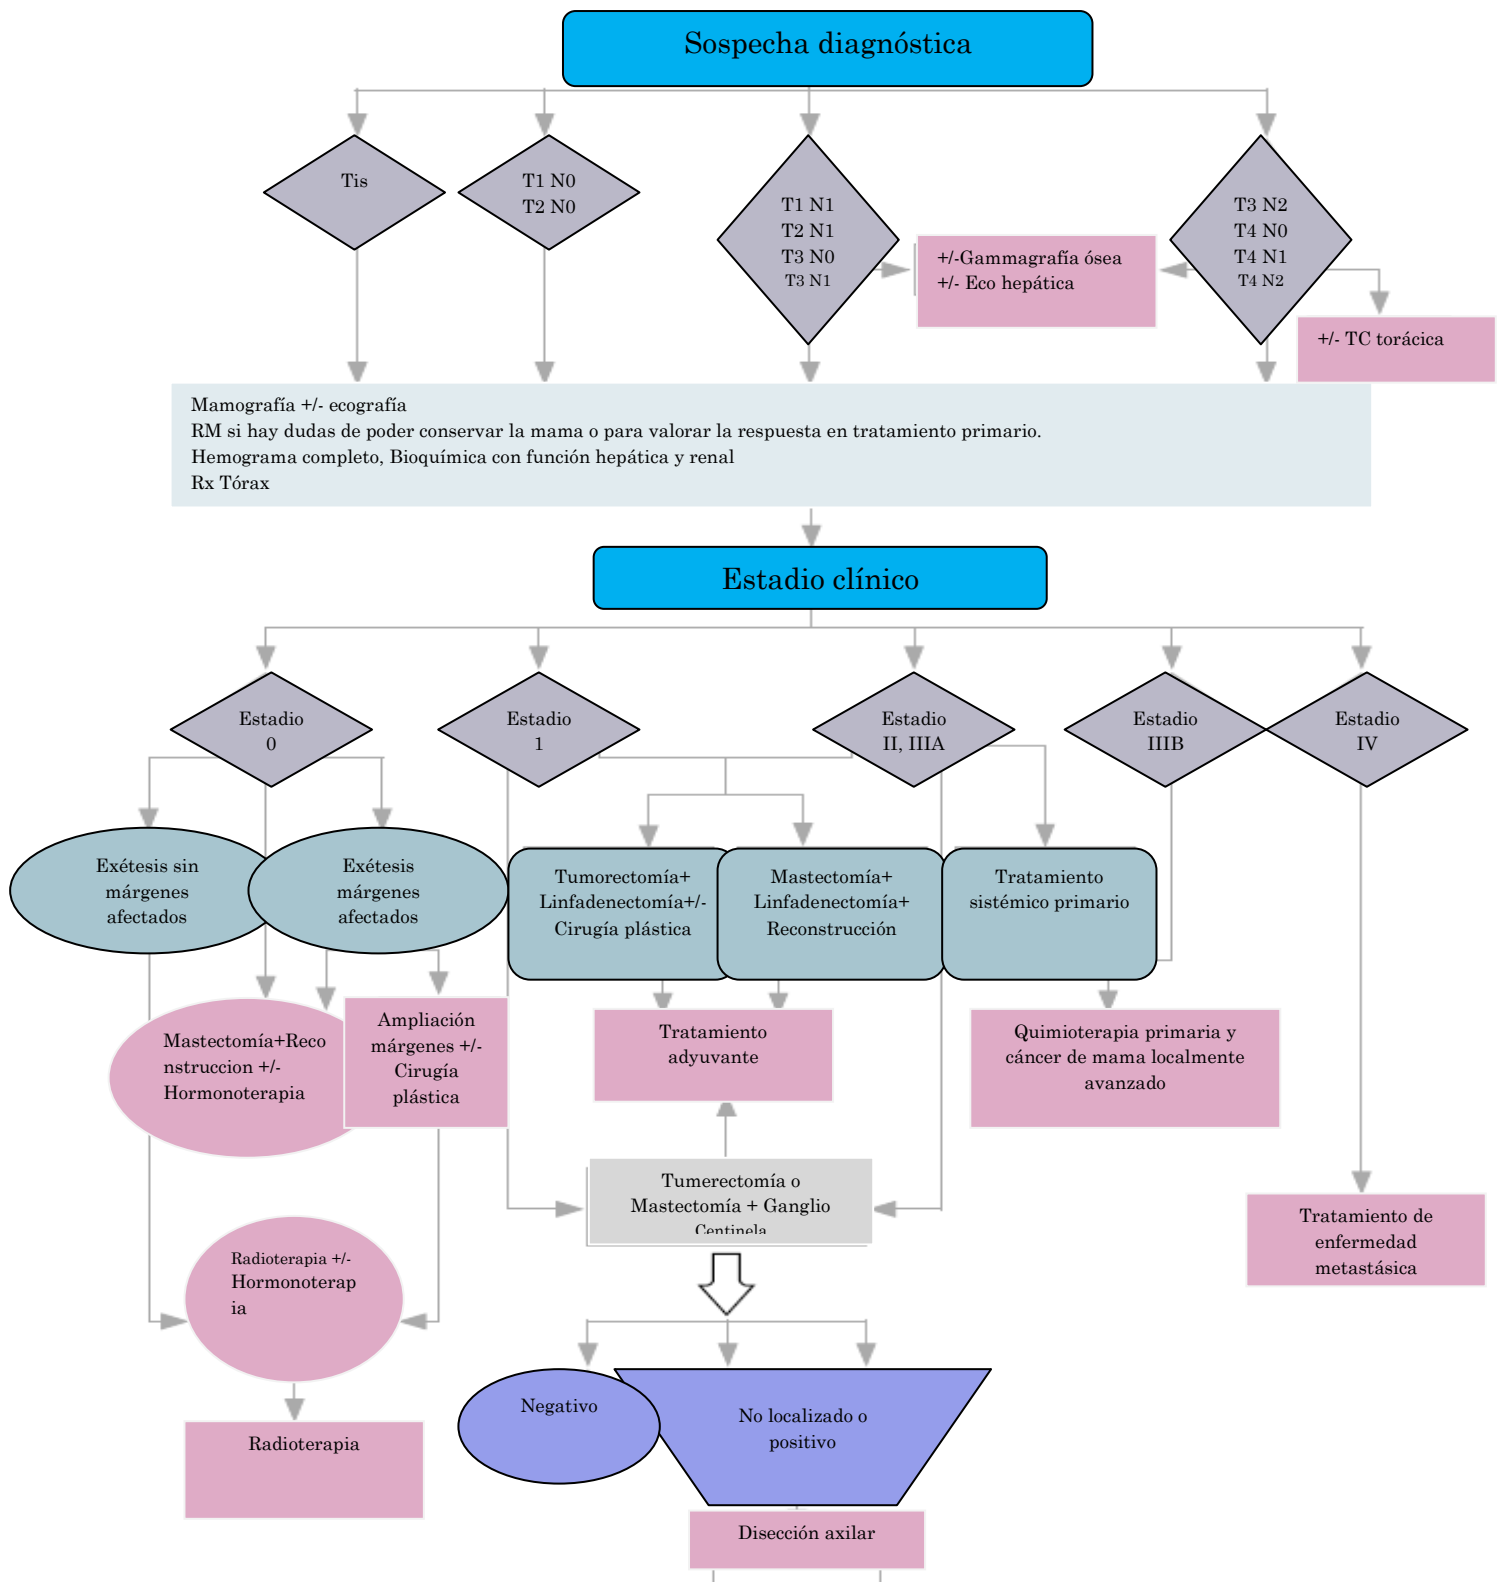 Sospecha diagnóstica
Tis
T1 N0
T2 N0
T1 N1
T2 N1
T3 N0
T3 N1
+/-Gammagrafía ósea
+/- Eco hepática
T3 N2
T4 N0
T4 N1
T4 N2
+/- TC torácica
Mamografía +/- ecografía
RM si hay dudas de poder conservar la mama o para valorar la respuesta en tratamiento primario.
Hemograma completo, Bioquímica con función hepática y renal
Rx Tórax
Estadio clínico
Estadio
0
Estadio
1
Estadio
II, IIIA
Estadio
IIIB
Estadio
IV
Exétesis sin
márgenes
afectados
Exétesis
márgenes
afectados
Tumorectomía+
Linfadenectomía+/-
Cirugía plástica
Mastectomía+
Linfadenectomía+
Reconstrucción
Tratamiento
sistémico primario
Mastectomía+Reco
nstruccion +/-
Hormonoterapia
Ampliación
márgenes +/-
Cirugía
plástica
Tratamiento
adyuvante
Quimioterapia primaria y
cáncer de mama localmente
avanzado
Tumerectomía o
Mastectomía + Ganglio
Centinela
Tratamiento de
enfermedad
metastásica
Radioterapia +/-
Hormonoterap
ia
Radioterapia
Negativo
No localizado o
positivo
Disección axilar